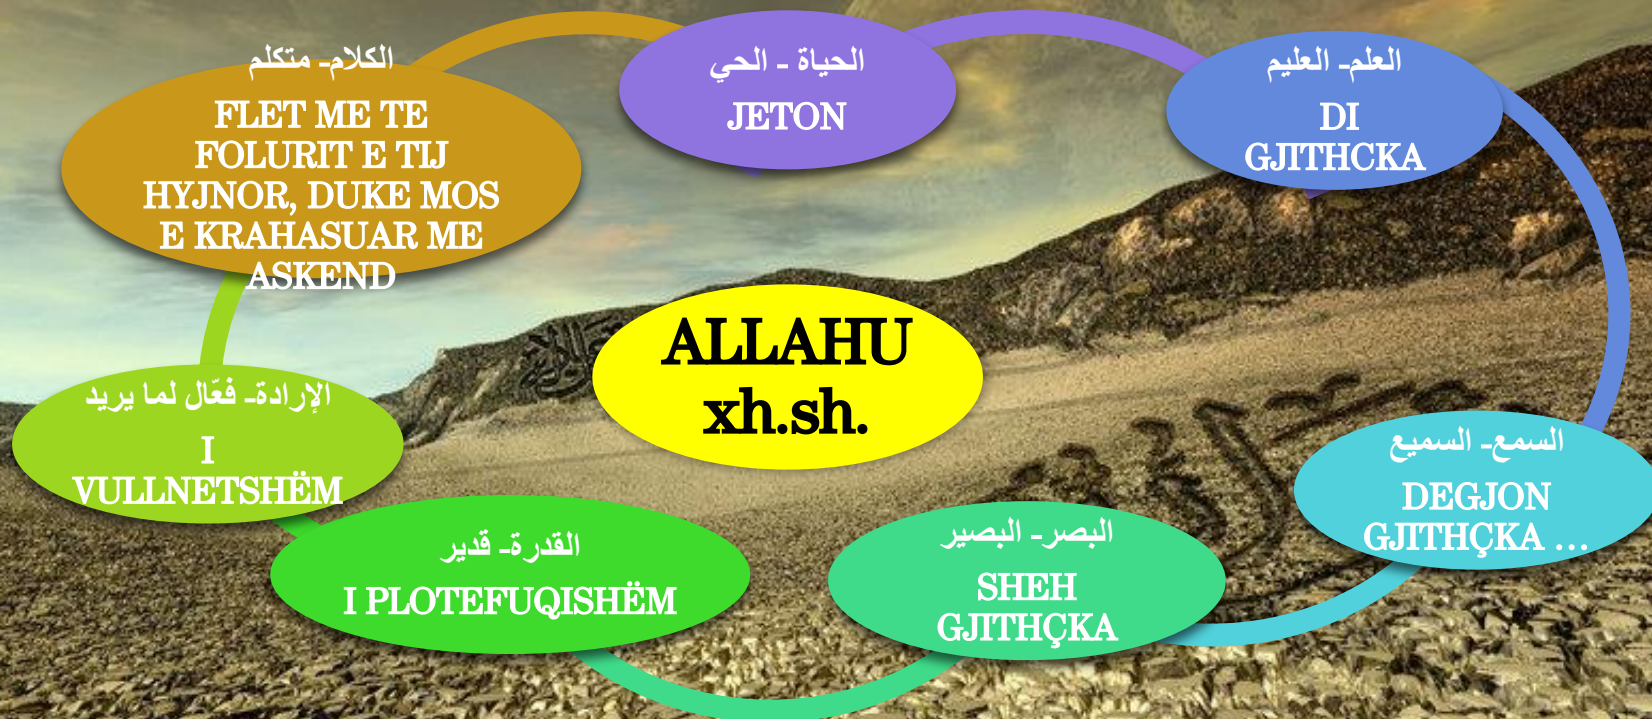 الحياة - الحي
JETON
العلم- العليم
DI
GJITHCKA
السمع- السميع
DEGJON
GJITHÇKA ...
البصر- البصير
SHEH
GJITHÇKA
القدرة- قدير
I PLOTEFUQISHËM
الإرادة- فعّال لما يريد
I
VULLNETSHËM
الكلام- متكلم
FLET ME TE
FOLURIT E TIJ
HYJNOR, DUKE MOS
E KRAHASUAR ME
ASKEND
ALLAHU
xh.sh.